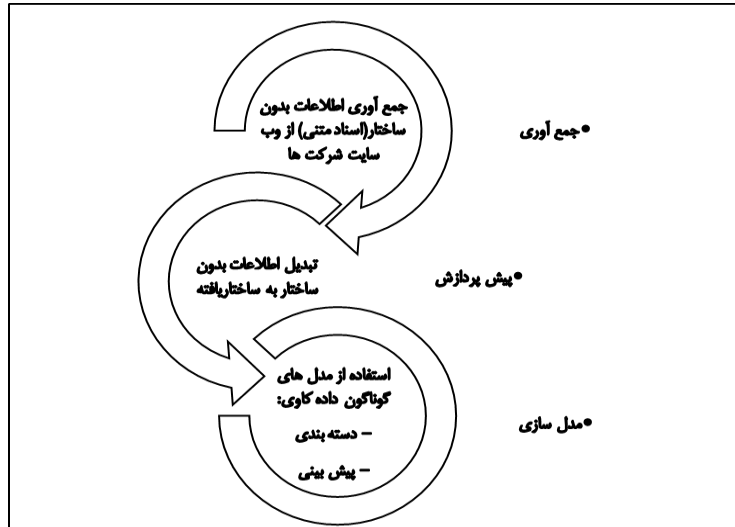 •جمع آوری
جمع آوری اطلاعات بدون
ساختار(اسناد متنی) از وب
سایت شرکت ها
•پیش پردازش
تبدیل اطلاعات بدون
ساختار به ساختاریافته
•مدل سازی
استفاده از مدل های
گوناگون داده کاوی:
– دسته بندی
– پیش بینی